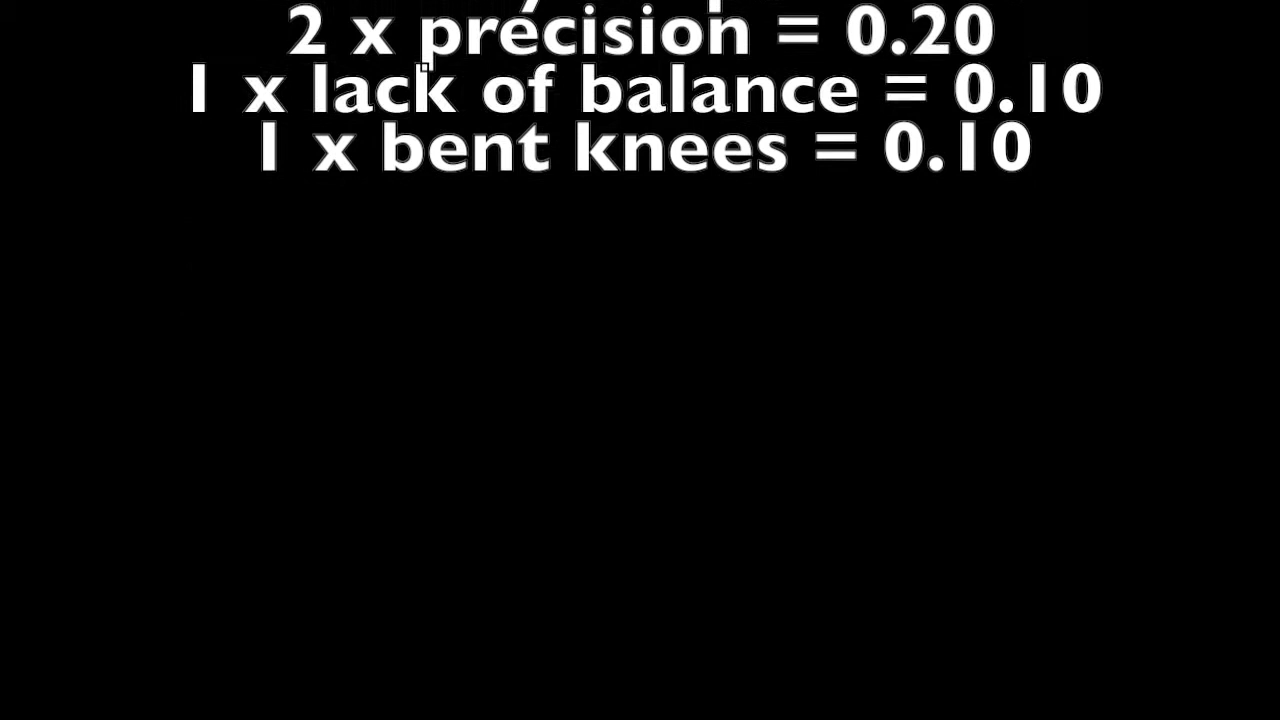 2 x précision = 0.20
1 x lack of balance = 0.10
1 x bent knees = 0.10